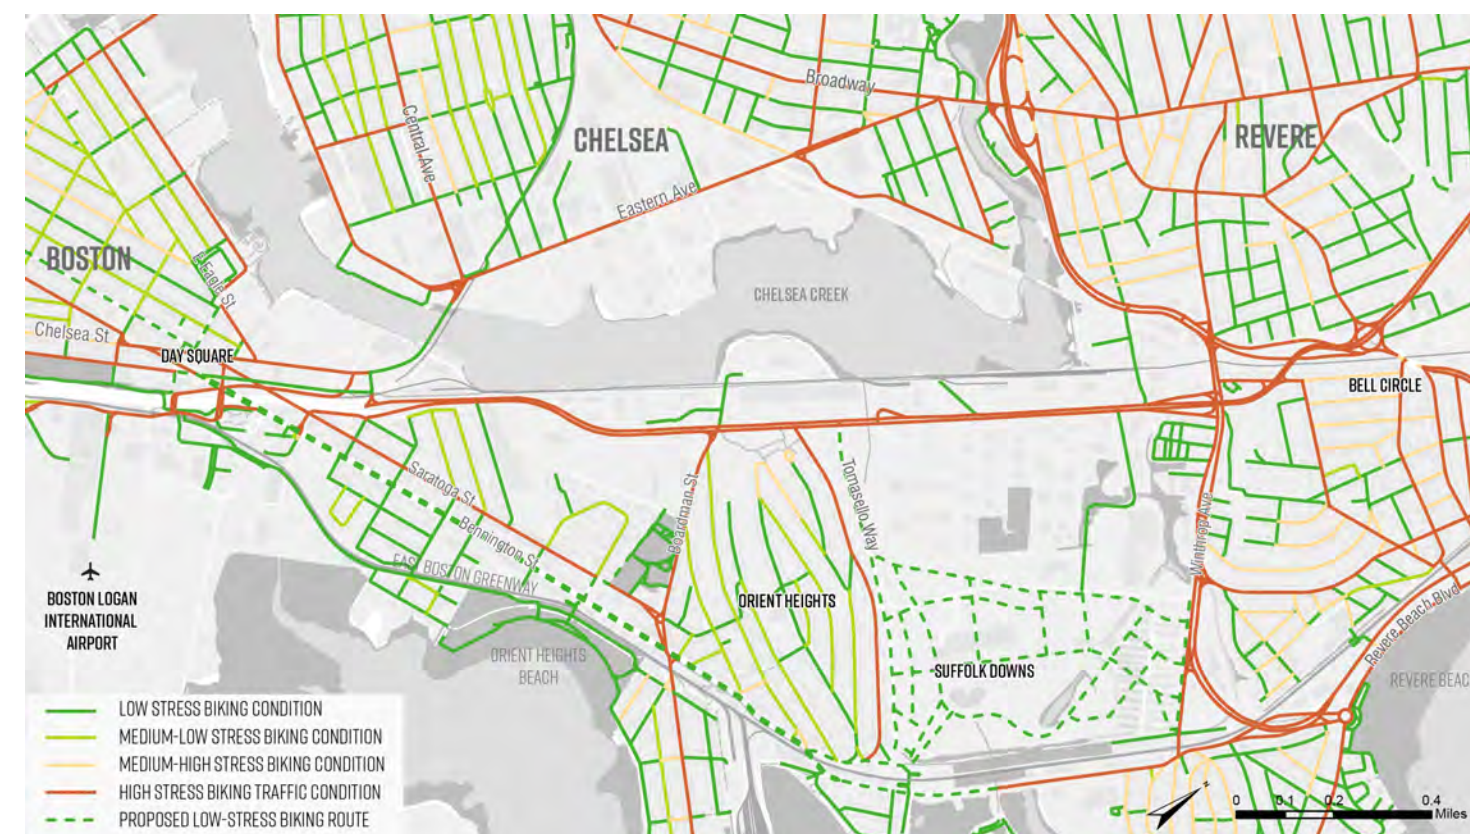 Broadway
CHELSEA
REVERE
Central Ave
Eastern Ave
BOSTON
E Eagle St
CHELSEA CREEK
Chelsea St
DAY SQUARE
BELL CIRCLE
Saratoga St
Boardman St
Tomasello Way
Bennington St
Winthrop Ave
EAST BOSTON GREENWAY
BOSTON LOGAN
INTERNATIONAL
AIRPORT
ORIENT HEIGHTS
Revere Beach Blvd
ORIENT HEIGHTS
BEACH
SUFFOLK DOWNS
REVERE BEAC
LOW STRESS BIKING CONDITION
MEDIUM-LOW STRESS BIKING CONDITION
MEDIUM-HIGH STRESS BIKING CONDITION
HIGH STRESS BIKING TRAFFIC CONDITION
PROPOSED LOW-STRESS BIKING ROUTE
N
0 0.1 0.2 0.4
Miles